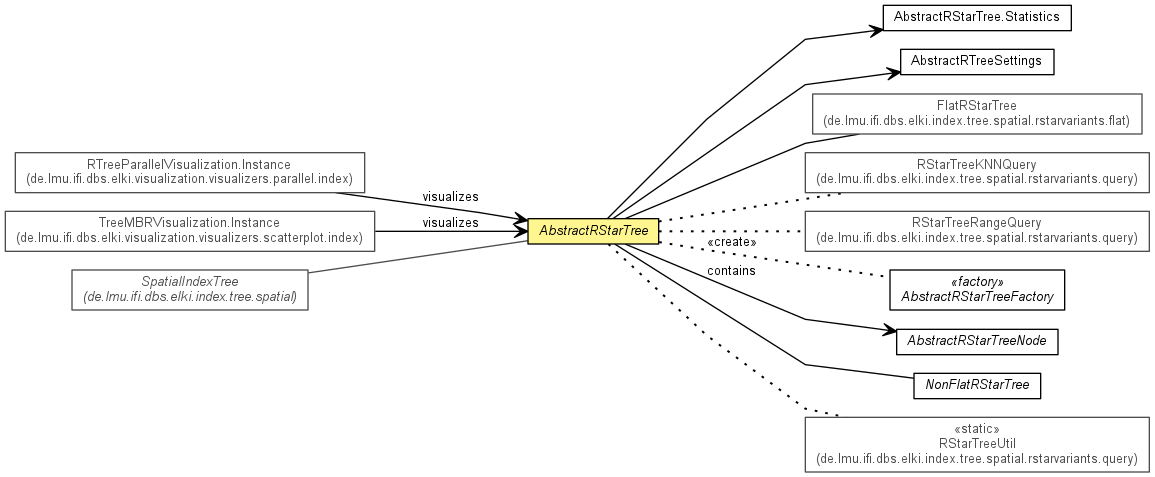 AbstractRStarTree.Statistics
AbstractRTreeSettings
FlatRStarTree
(de.lmu.ifi.dbs.elki.index.tree.spatial.rstarvariants.flat)
RTreeParallelVisualization.Instance
(de.lmu.ifi.dbs.elki.visualization.visualizers.parallel.index)
visualizes
RStarTreeKNNQuery
(de.lmu.ifi.dbs.elki.index.tree.spatial.rstarvariants.query)
TreeMBRVisualization.Instance
(de.lmu.ifi.dbs.elki.visualization.visualizers.scatterplot.index)
visualizes
AbstractRStarTree
RStarTreeRangeQuery
(de.lmu.ifi.dbs.elki.index.tree.spatial.rstarvariants.query)
«create»
SpatialIndexTree
(de.lmu.ifi.dbs.elki.index.tree.spatial)
contains
«factory»
AbstractRStarTreeFactory
AbstractRStarTreeNode
NonFlatRStarTree
«static»
RStarTreeUtil
(de.lmu.ifi.dbs.elki.index.tree.spatial.rstarvariants.query)